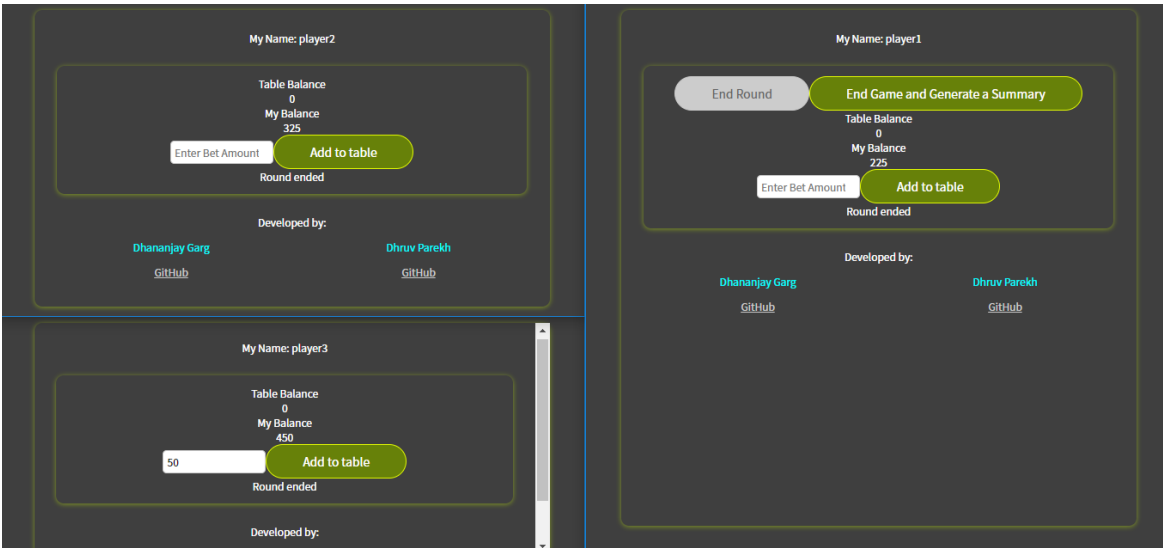 My Name: player2
Table Balance
0
My Balance
325
Enter Bet Amount Add to table
Round ended
Developed by:
Dhananjay Garg Dhruv Parekh
GitHub GitHub
My Name: player3
Table Balance
0
My Balance
450
50 Add to table
Round ended
Developed by:
My Name: player1
End Round End Game and Generate a Summary
Table Balance
0
My Balance
225
Enter Bet Amount Add to table
Round ended
Developed by:
Dhananjay Garg Dhruv Parekh
GitHub GitHub